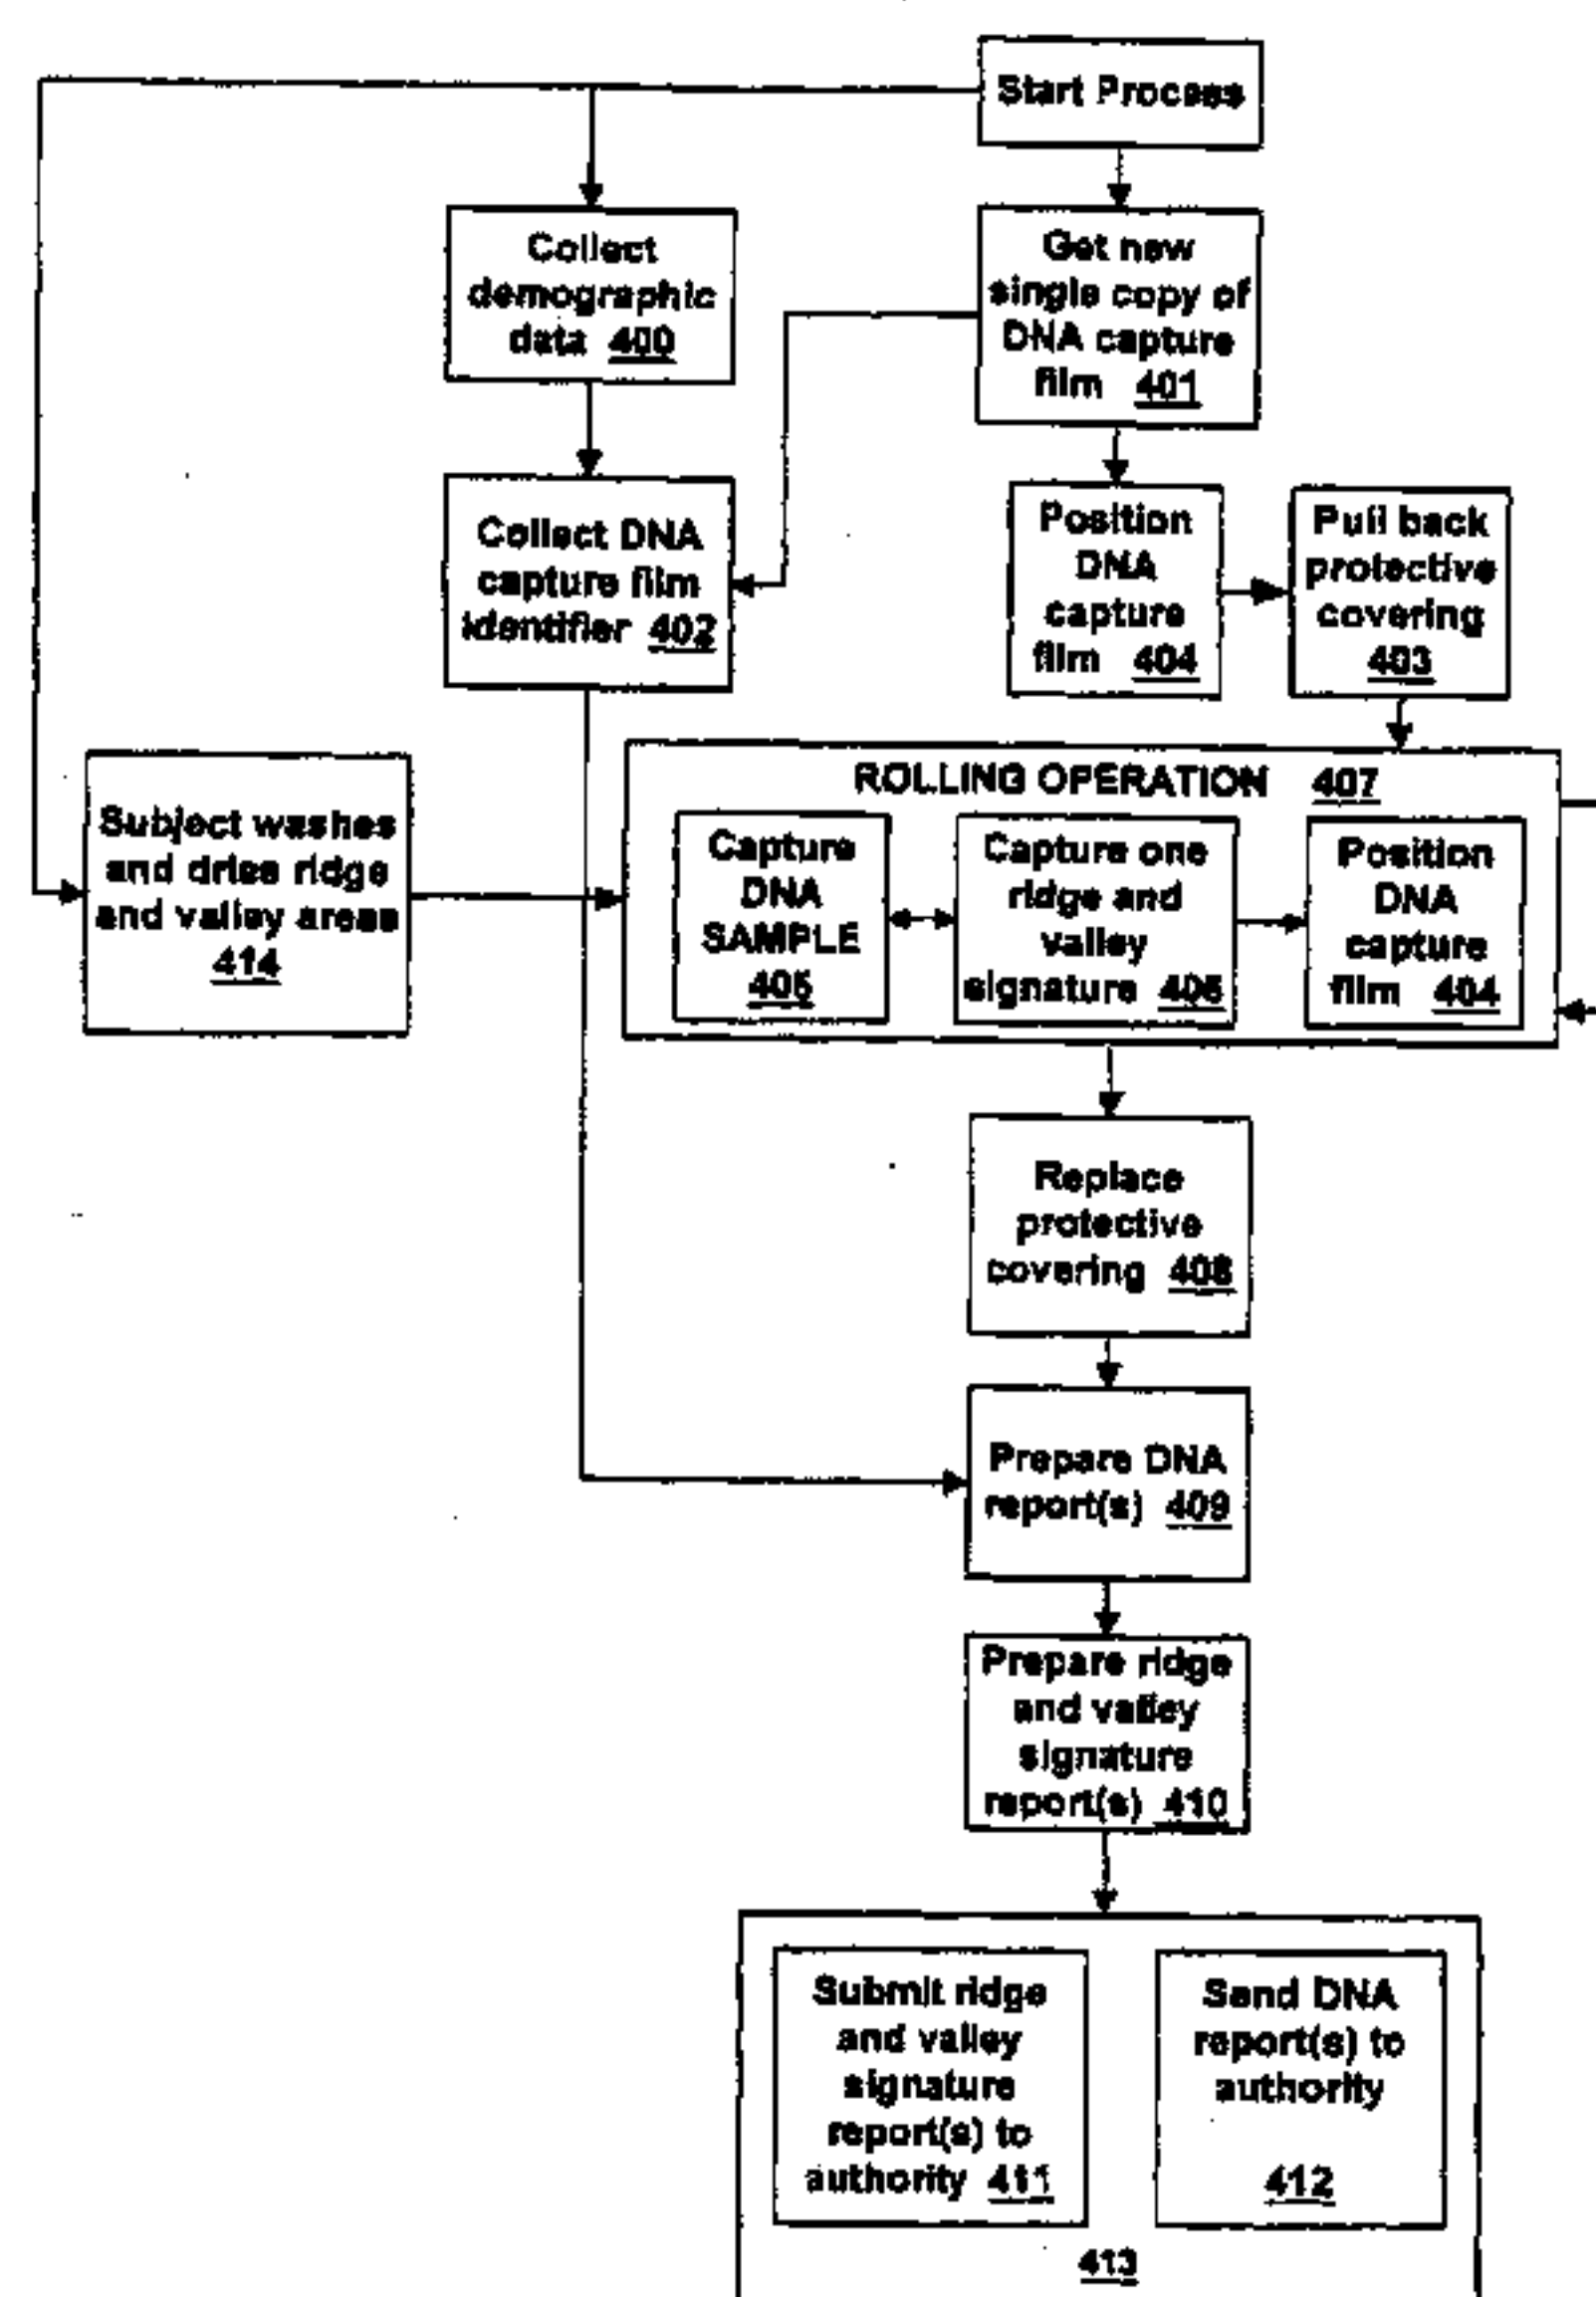 Start Process
Collect
demographic
data 400
Get new
single copy of
DNA capture
film 401
Collect DNA
capture film
identifier 402
Position
DNA
capture
film 404
Pull back
protective
covering
403
Subject washes
and dries ridge
and valley areas
414
ROLLING OPERATION 407
Capture
DNA
SAMPLE
405
Capture one
ridge and
valley
signature 406
Position
DNA
capture
film 404
Replace
protective
covering 408
Prepare DNA
report(s) 409
Prepare ridge
and valley
signature
report(s) 410
Submit ridge
and valley
signature
report(s) to
authority 411
Send DNA
report(s) to
authority
412
413